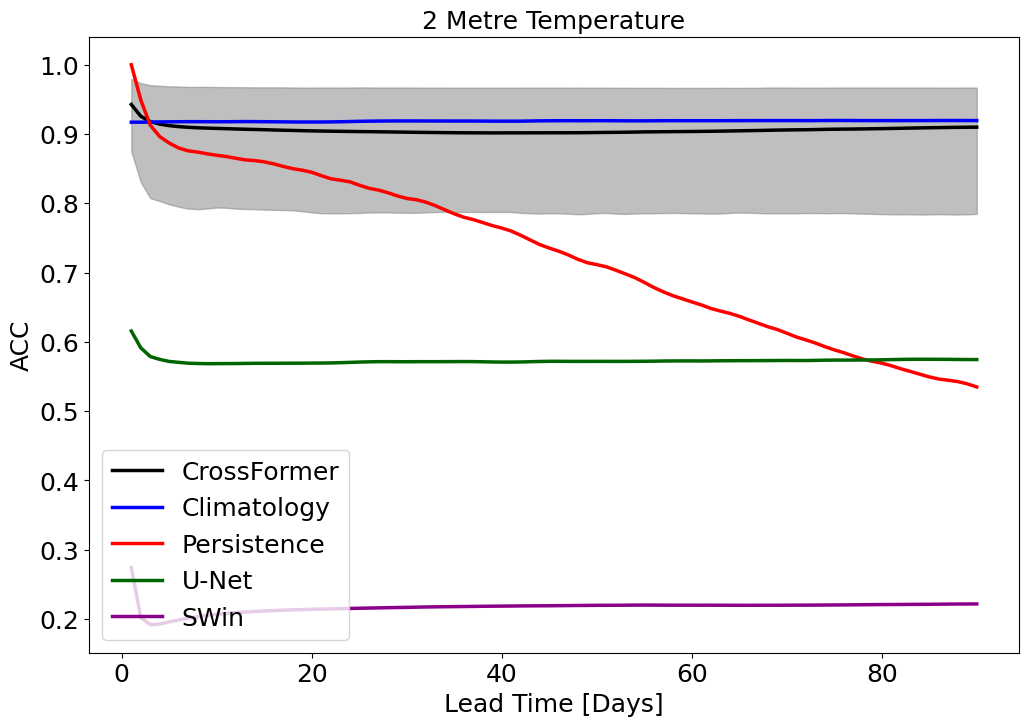 2 Metre Temperature
ACC
1.0
0.9
0.8
0.7
0.6
0.5
0.4
0.3
0.2
CrossFormer
Climatology
Persistence
U-Net
SWin
0 20 40 60 80
Lead Time [Days]